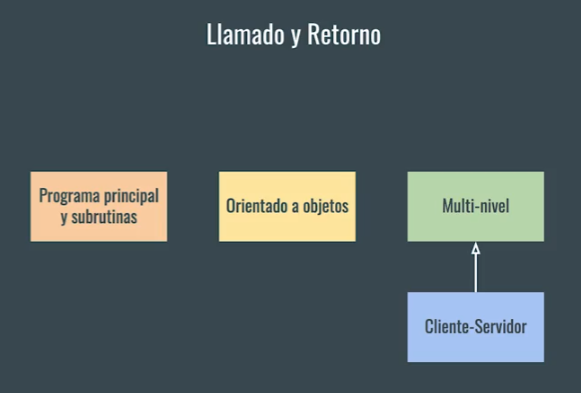 Llamado y Retorno
Programa principal
y subrutinas
Orientado a objetos
Multi-nivel
Cliente-Servidor